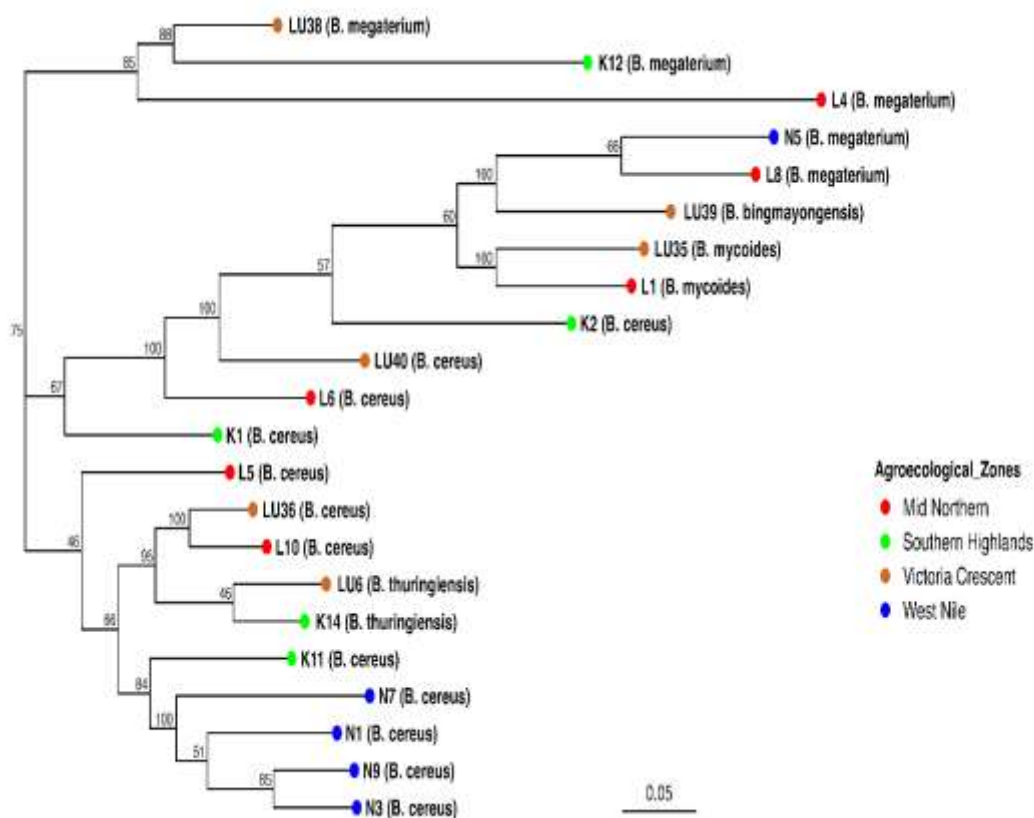 LU38 (B. megaterium)
88
K12 (B. megaterium)
85
L4 (B. megaterium)
N5 (B. megaterium)
66
L8 (B. megaterium)
100
LU39 (B. bingmayongensis)
60
LU35 (B. mycoides)
100
L1 (B. mycoides)
57
K2 (B. cereus)
100
LU40 (B. cereus)
100
L6 (B. cereus)
75
67
K1 (B. cereus)
L5 (B. cereus)
LU36 (B. cereus)
100
L10 (B. cereus)
46
95
LU6 (B. thuringiensis)
46
K14 (B. thuringiensis)
66
K11 (B. cereus)
84
N7 (B. cereus)
100
N1 (B. cereus)
51
N9 (B. cereus)
85
N3 (B. cereus)
Agroecological_Zones
Mid Northern
Southern Highlands
Victoria Crescent
West Nile
0.05